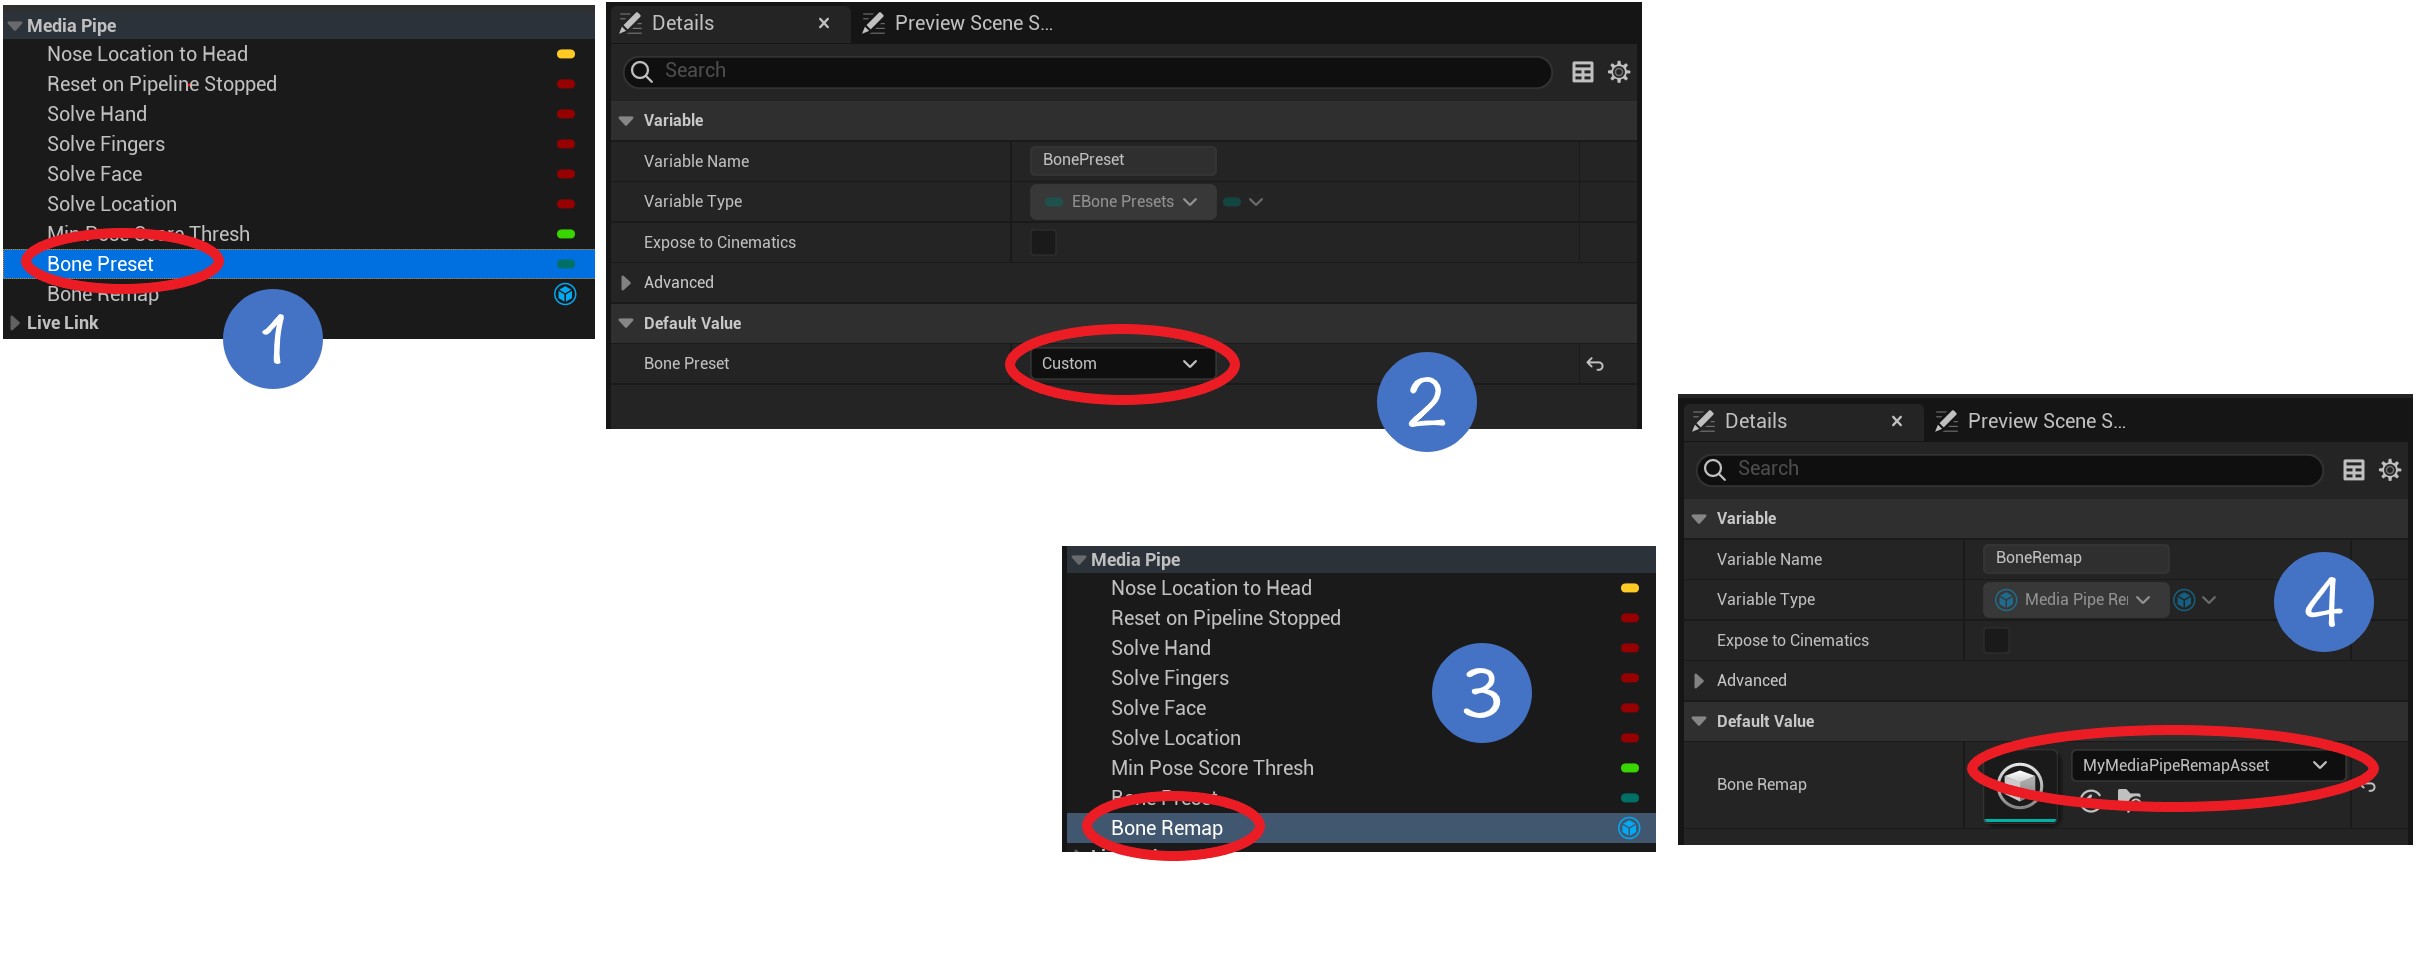 Media Pipe
Nose Location to Head
Reset on Pipeline Stopped
Solve Hand
Solve Fingers
Solve Face
Solve Location
Min Pose Score Thresh
Bone Preset
Bone Remap
Live Link
1
Details
Preview Scene S...
Search
Variable
Variable Name
BonePreset
Variable Type
EBone Presets
Expose to Cinematics
Advanced
Default Value
Bone Preset
Custom
2
Media Pipe
Nose Location to Head
Reset on Pipeline Stopped
Solve Hand
Solve Fingers
Solve Face
Solve Location
Min Pose Score Thresh
Bone Preset
Bone Remap
3
Details
Preview Scene S...
Search
Variable
Variable Name
BoneRemap
Variable Type
Media Pipe Re
Expose to Cinematics
Advanced
Default Value
Bone Remap
MyMediaPipeRemapAsset
4